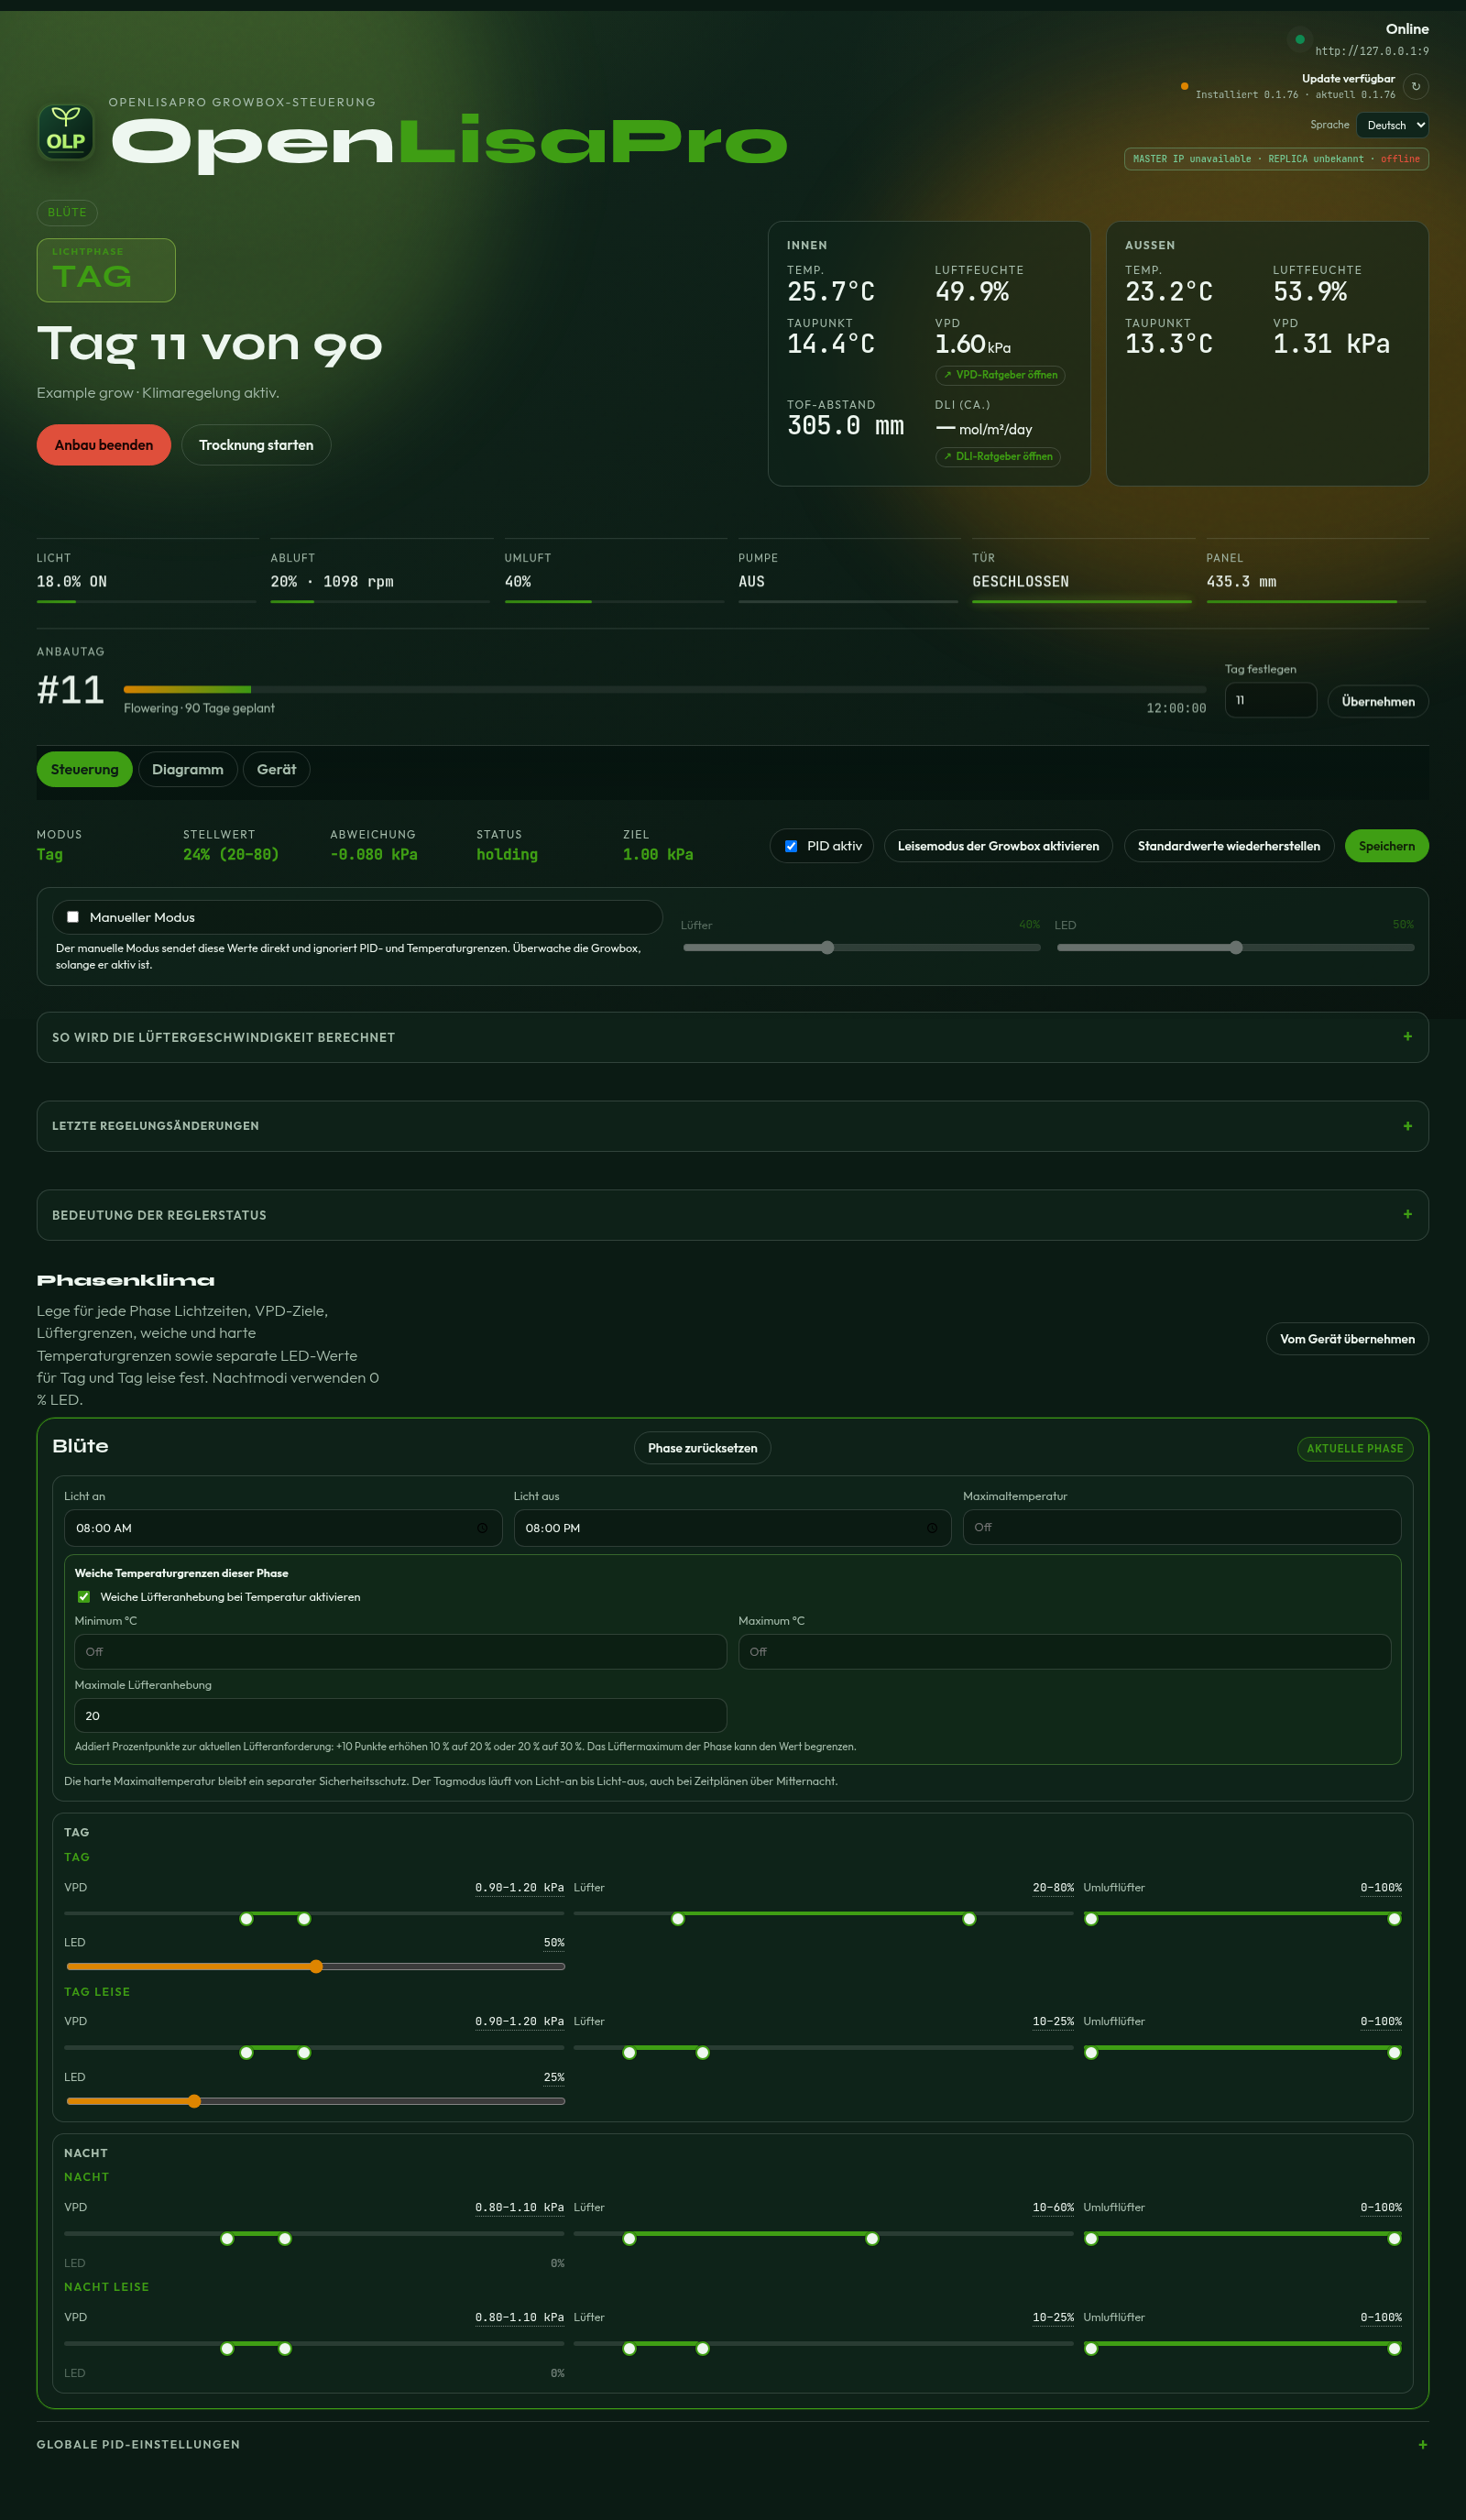 Online
http://127.0.0.1:9
Update verfügbar
Installiert 0.1.76 · aktuell 0.1.76
↻
Sprache Deutsch
MASTER IP unavailable · REPLICA unbekannt · offline
OLP
OPENLISAPRO GROWBOX-STEUERUNG
OpenLisaPro
BLÜTE
LICHTPHASE
TAG
Tag 11 von 90
Example grow · Klimaregelung aktiv.
Anbau beenden
Trocknung starten
INNEN
TEMP.
25.7°C
LUFTFEUCHTE
49.9%
TAUPUNKT
14.4°C
VPD
1.60 kPa
↗ VPD-Ratgeber öffnen
TOF-ABSTAND
305.0 mm
DLI (CA.)
— mol/m²/day
↗ DLI-Ratgeber öffnen
AUSSEN
TEMP.
23.2°C
LUFTFEUCHTE
53.9%
TAUPUNKT
13.3°C
VPD
1.31 kPa
LICHT
18.0% ON
ABLUFT
20% · 1098 rpm
UMLUFT
40%
PUMPE
AUS
TÜR
GESCHLOSSEN
PANEL
435.3 mm
ANBAUTAG
#11
Flowering · 90 Tage geplant
12:00:00
Tag festlegen
11
Übernehmen
Steuerung
Diagramm
Gerät
MODUS
Tag
STELLWERT
24% (20–80)
ABWEICHUNG
-0.080 kPa
STATUS
holding
ZIEL
1.00 kPa
PID aktiv
Leisemodus der Growbox aktivieren
Standardwerte wiederherstellen
Speichern
Manueller Modus
Der manuelle Modus sendet diese Werte direkt und ignoriert PID- und Temperaturgrenzen. Überwache die Growbox,
solange er aktiv ist.
Lüfter 40%
LED 50%
SO WIRD DIE LÜFTERGESCHWINDIGKEIT BERECHNET +
LETZTE REGELUNGSÄNDERUNGEN +
BEDEUTUNG DER REGLERSTATUS +
Phasenklima
Lege für jede Phase Lichtzeiten, VPD-Ziele,
Lüftergrenzen, weiche und harte
Temperaturgrenzen sowie separate LED-Werte
für Tag und Tag leise fest. Nachtmodi verwenden 0
% LED.
Vom Gerät übernehmen
Blüte
Phase zurücksetzen
AKTUELLE PHASE
Licht an
08:00 AM
Licht aus
08:00 PM
Maximaltemperatur
Off
Weiche Temperaturgrenzen dieser Phase
Weiche Lüfteranhebung bei Temperatur aktivieren
Minimum °C
Off
Maximum °C
Off
Maximale Lüfteranhebung
20
Addiert Prozentpunkte zur aktuellen Lüfteranforderung: +10 Punkte erhöhen 10 % auf 20 % oder 20 % auf 30 %. Das Lüftermaximum der Phase kann den Wert begrenzen.
Die harte Maximaltemperatur bleibt ein separater Sicherheitsschutz. Der Tagmodus läuft von Licht-an bis Licht-aus, auch bei Zeitplänen über Mitternacht.
TAG
TAG
VPD 0.90–1.20 kPa
Lüfter 20–80%
Umluftlüfter 0–100%
LED 50%
TAG LEISE
VPD 0.90–1.20 kPa
Lüfter 10–25%
Umluftlüfter 0–100%
LED 25%
NACHT
NACHT
VPD 0.80–1.10 kPa
Lüfter 10–60%
Umluftlüfter 0–100%
LED 0%
NACHT LEISE
VPD 0.80–1.10 kPa
Lüfter 10–25%
Umluftlüfter 0–100%
LED 0%
GLOBALE PID-EINSTELLUNGEN +